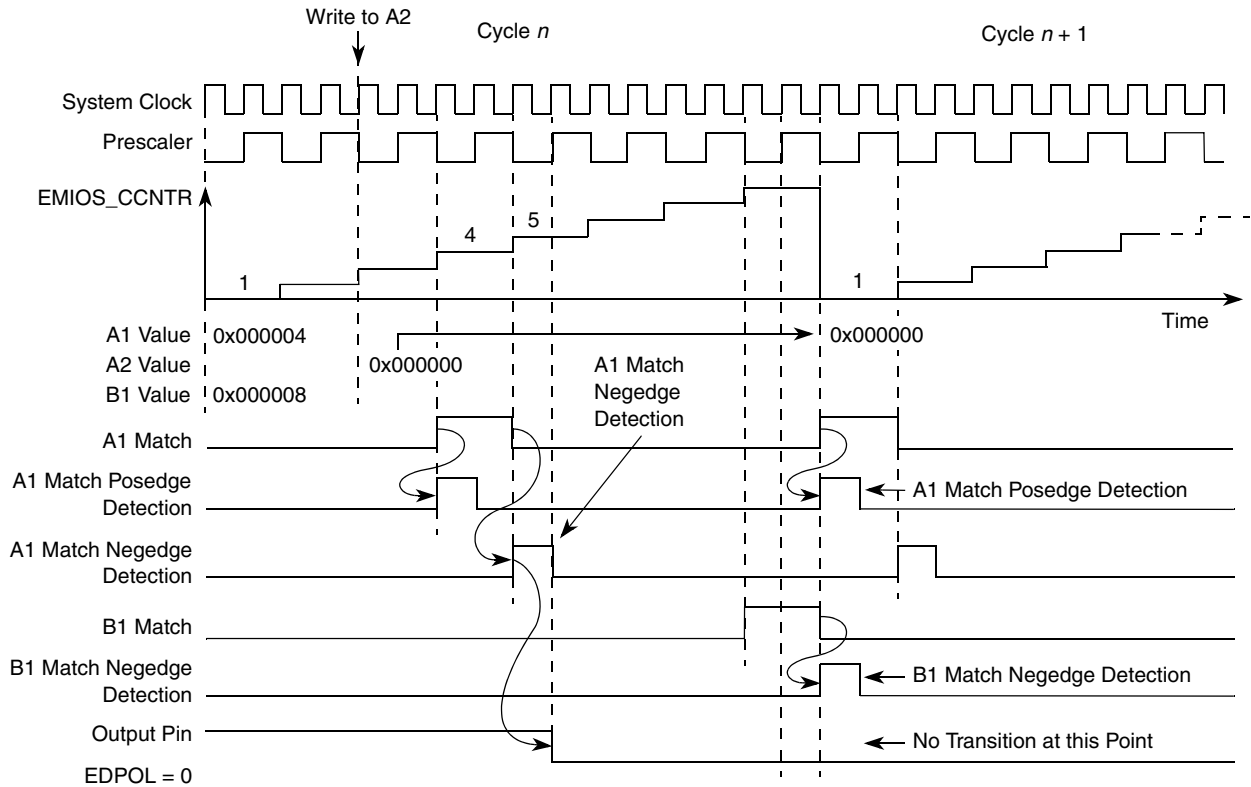 Write to A2
Cycle n
Cycle n + 1
System Clock
Prescaler
EMIOS_CCNTR
4
5
1
1
Time
A1 Value
0x000004
0x000000
A2 Value
0x000000
B1 Value
0x000008
A1 Match
Negedge
Detection
A1 Match
A1 Match Posedge
Detection
A1 Match Posedge Detection
A1 Match Negedge
Detection
B1 Match
B1 Match Negedge
Detection
B1 Match Negedge Detection
Output Pin
No Transition at this Point
EDPOL = 0